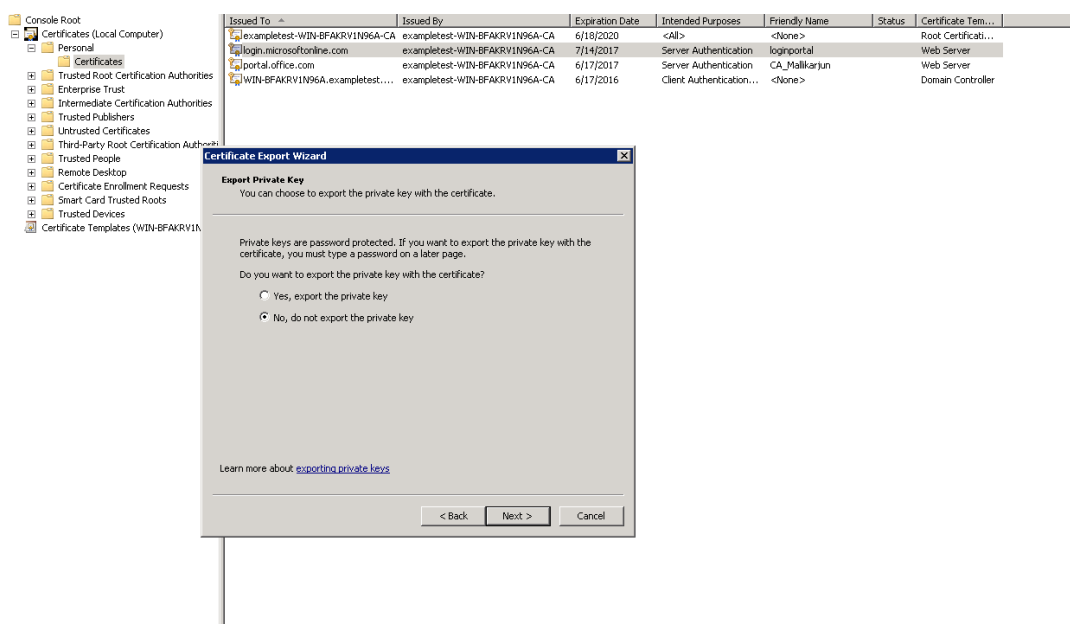 Console Root
Certificates (Local Computer)
Personal
Certificates
Trusted Root Certification Authorities
Enterprise Trust
Intermediate Certification Authorities
Trusted Publishers
Untrusted Certificates
Third-Party Root Certification Authoriti
Trusted People
Remote Desktop
Certificate Enrollment Requests
Smart Card Trusted Roots
Trusted Devices
Certificate Templates (WIN-BFAKRV1N
Issued To Issued By Expiration Date Intended Purposes Friendly Name Status Certificate Tem...
exampletest-WIN-BFAKRV1N96A-CA exampletest-WIN-BFAKRV1N96A-CA 6/18/2020 <All> <None> Root Certificati...
login.microsoftonline.com exampletest-WIN-BFAKRV1N96A-CA 7/14/2017 Server Authentication loginportal Web Server
portal.office.com exampletest-WIN-BFAKRV1N96A-CA 6/17/2017 Server Authentication CA_Mallikarjun Web Server
WIN-BFAKRV1N96A.exampletest.... exampletest-WIN-BFAKRV1N96A-CA 6/17/2016 Client Authentication... <None> Domain Controller
Certificate Export Wizard
Export Private Key
You can choose to export the private key with the certificate.
Private keys are password protected. If you want to export the private key with the
certificate, you must type a password on a later page.
Do you want to export the private key with the certificate?
Yes, export the private key
No, do not export the private key
Learn more about exporting private keys
< Back Next > Cancel